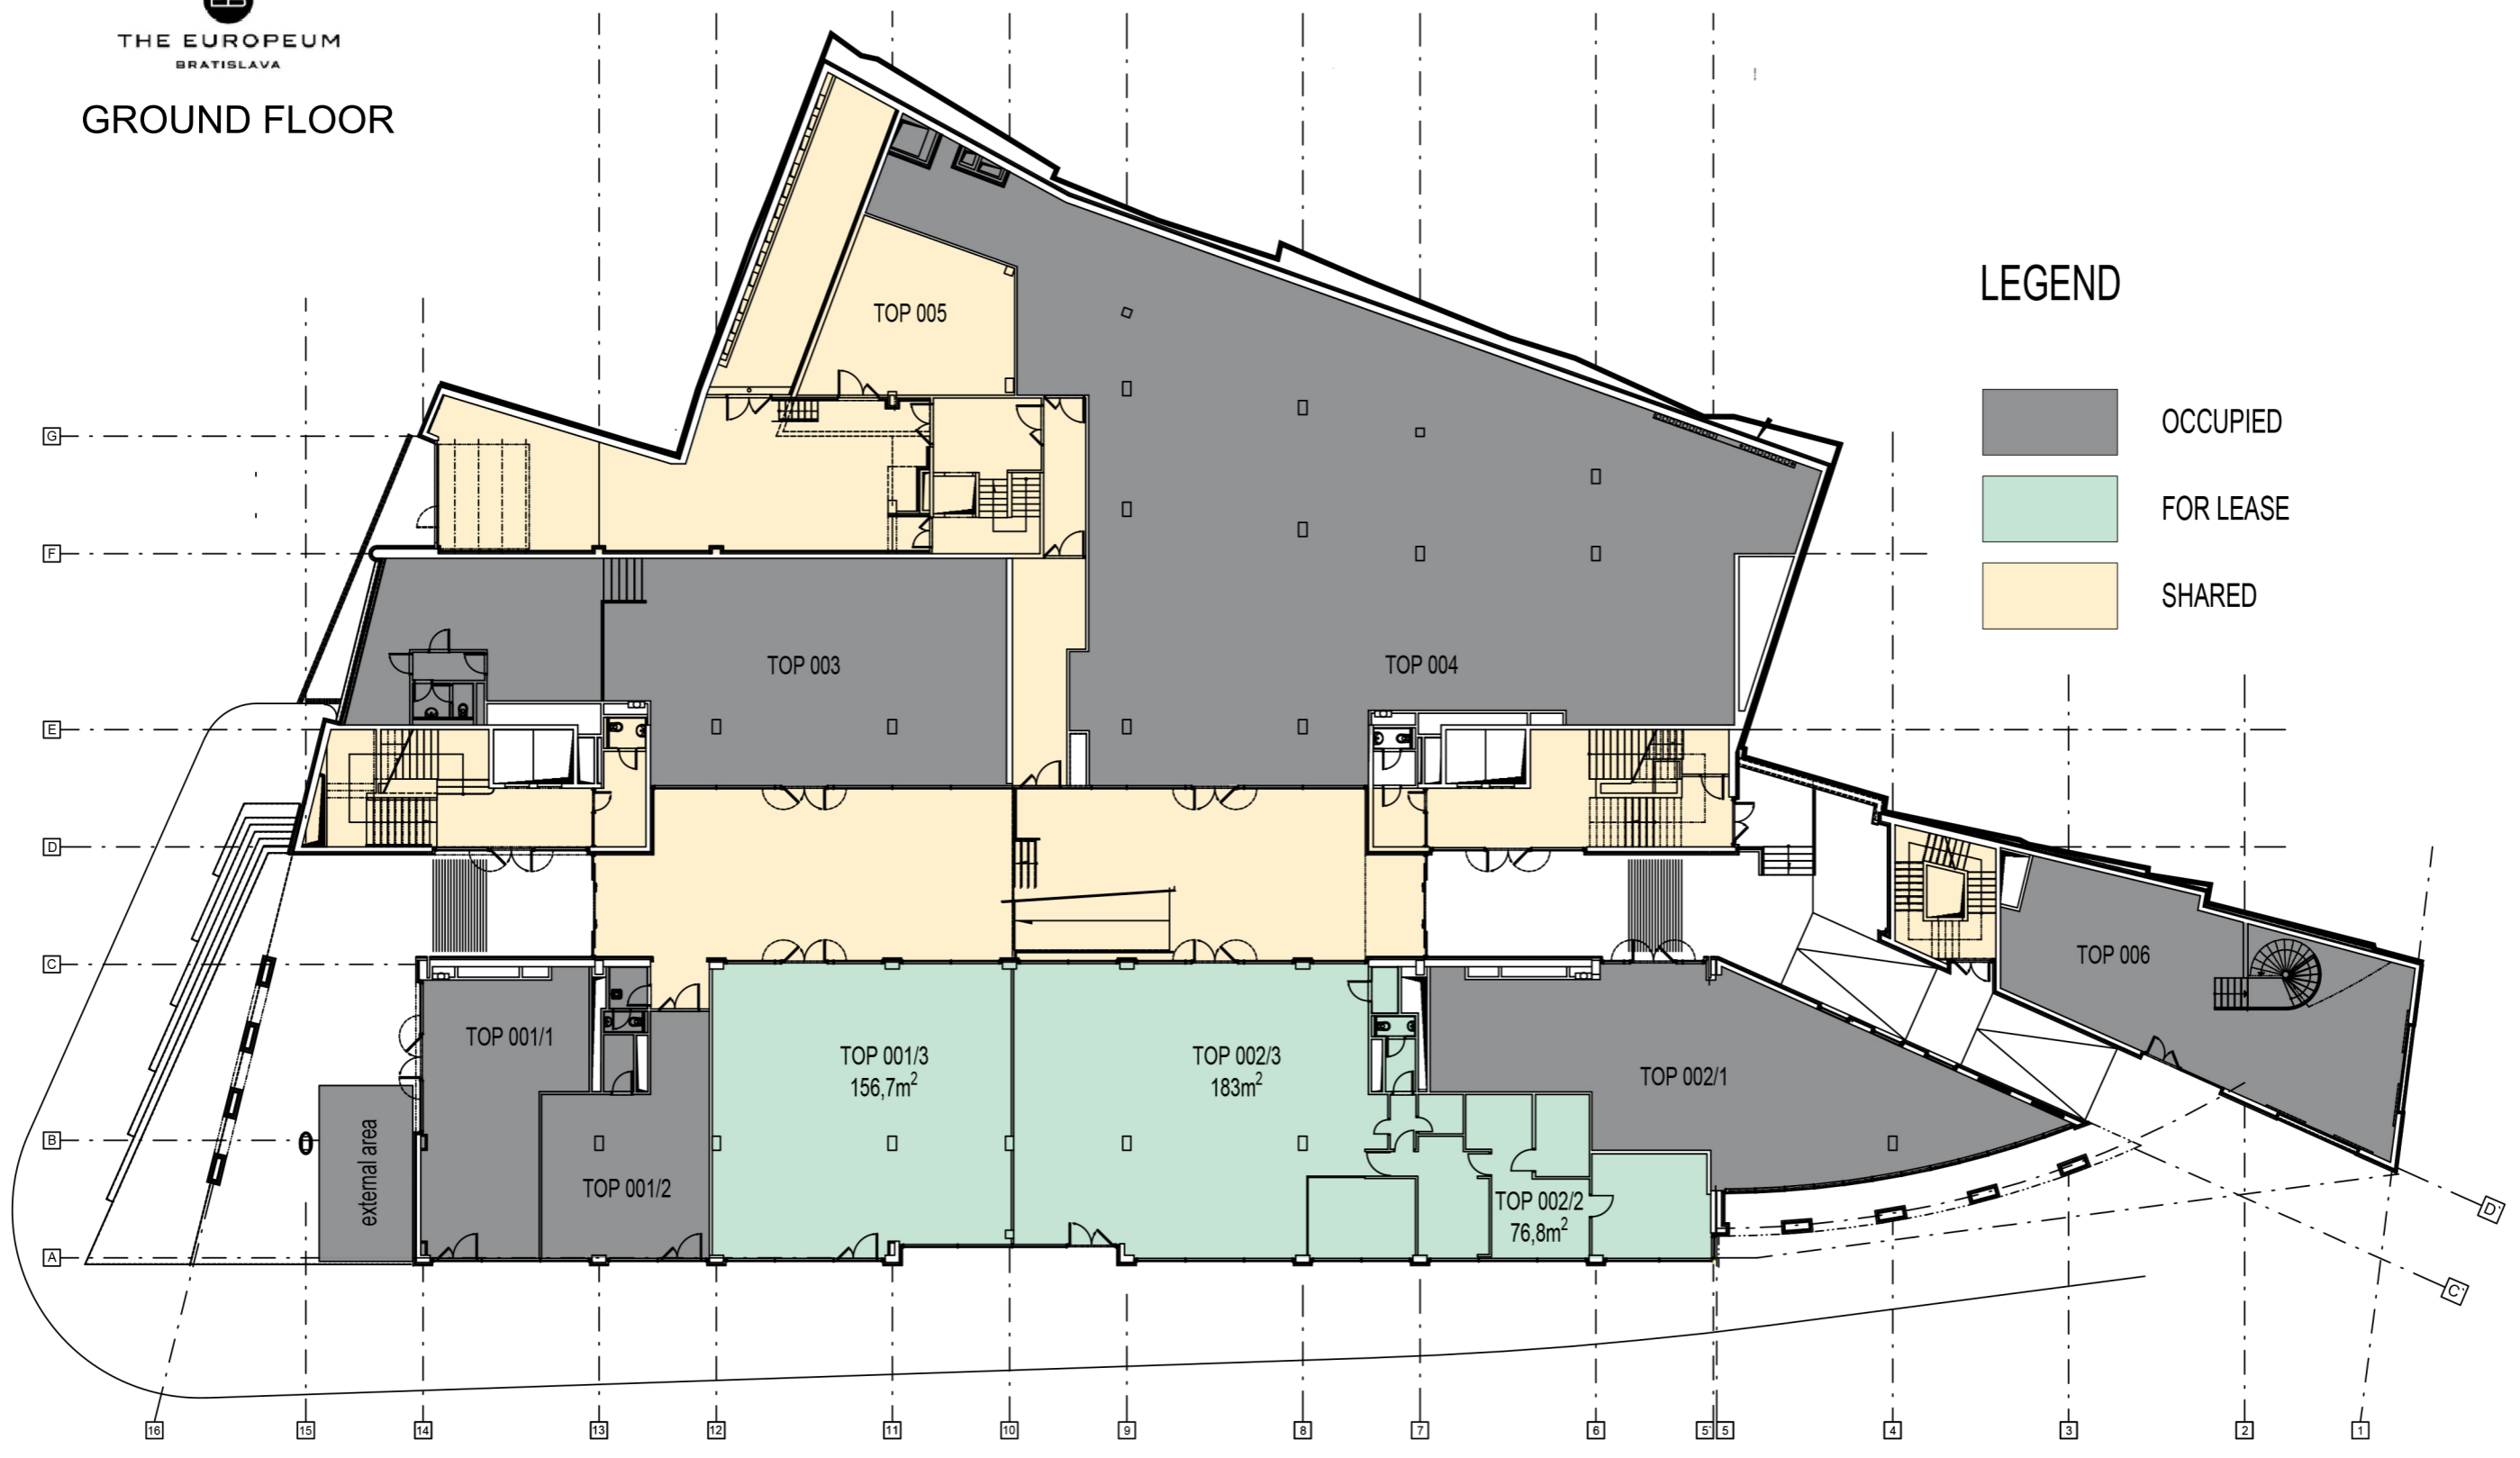 THE EUROPEUM
BRATISLAVA
GROUND FLOOR
LEGEND
OCCUPIED
FOR LEASE
SHARED
TOP 005
G
F
TOP 003
TOP 004
E
D
C
TOP 006
TOP 001/1
TOP 001/3
156,7m²
TOP 002/3
183m²
TOP 002/1
B
external area
TOP 001/2
TOP 002/2
76,8m²
D'
A
C'
16 15 14 13 12 11 10 9 8 7 6 5' 5 4 3 2 1